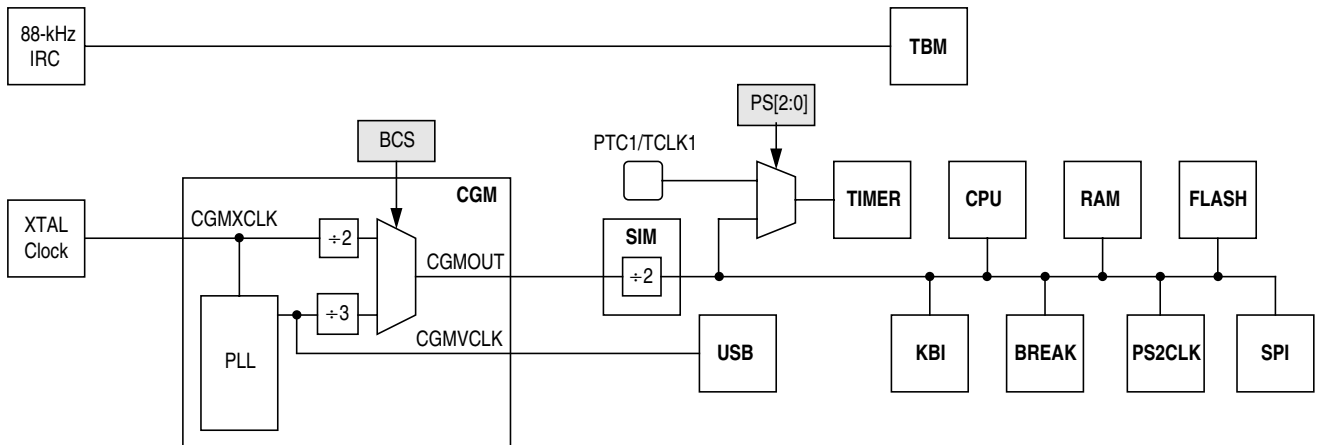 88-kHz
IRC
TBM
PS[2:0]
BCS
PTC1/TCLK1
CGM
XTAL
Clock
CGMXCLK
÷2
SIM
TIMER
CPU
RAM
FLASH
CGMOUT
÷2
÷3
CGMVCLK
PLL
USB
KBI
BREAK
PS2CLK
SPI